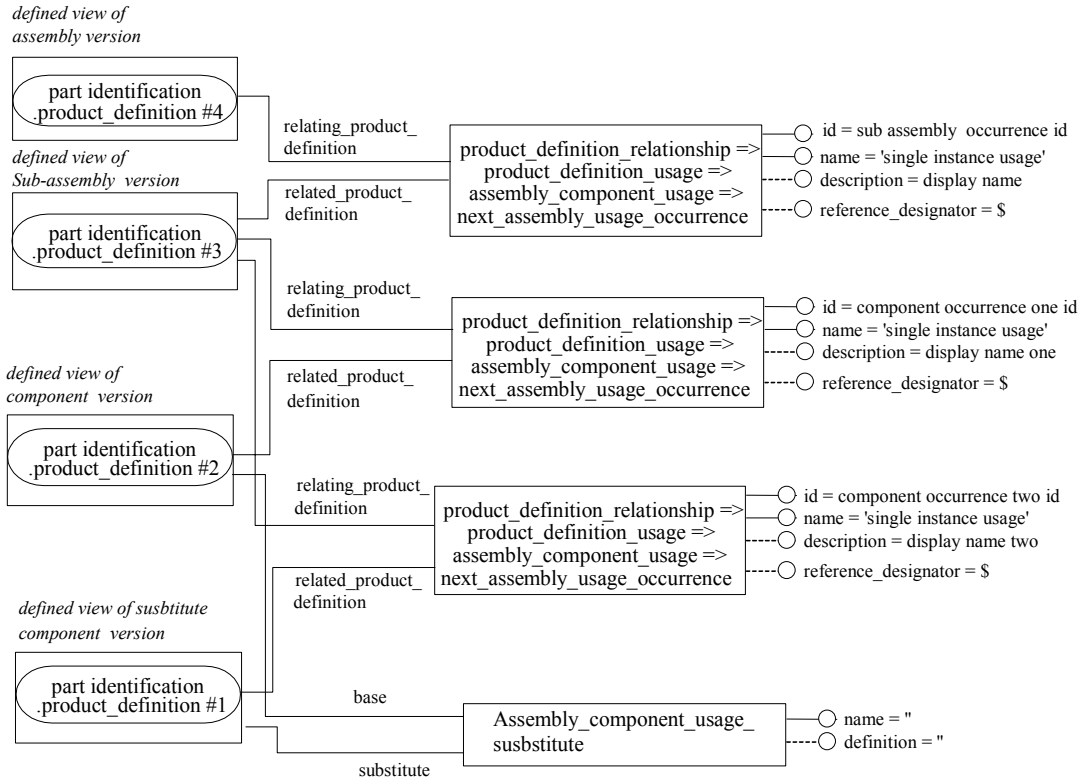 defined view of
assembly version
part identification
.product_definition #4
relating_product_
definition
product_definition_relationship =>
product_definition_usage =>
assembly_component_usage =>
next_assembly_usage_occurrence
id = sub assembly occurrence id
name = 'single instance usage'
description = display name
reference_designator = $
defined view of
Sub-assembly version
related_product_
definition
part identification
.product_definition #3
relating_product_
definition
product_definition_relationship =>
product_definition_usage =>
assembly_component_usage =>
next_assembly_usage_occurrence
id = component occurrence one id
name = 'single instance usage'
description = display name one
reference_designator = $
defined view of
component version
related_product_
definition
part identification
.product_definition #2
relating_product_
definition
product_definition_relationship =>
product_definition_usage =>
assembly_component_usage =>
next_assembly_usage_occurrence
id = component occurrence two id
name = 'single instance usage'
description = display name two
reference_designator = $
related_product_
definition
defined view of susbtitute
component version
part identification
.product_definition #1
base
Assembly_component_usage_
susbstitute
name = "
definition = "
substitute